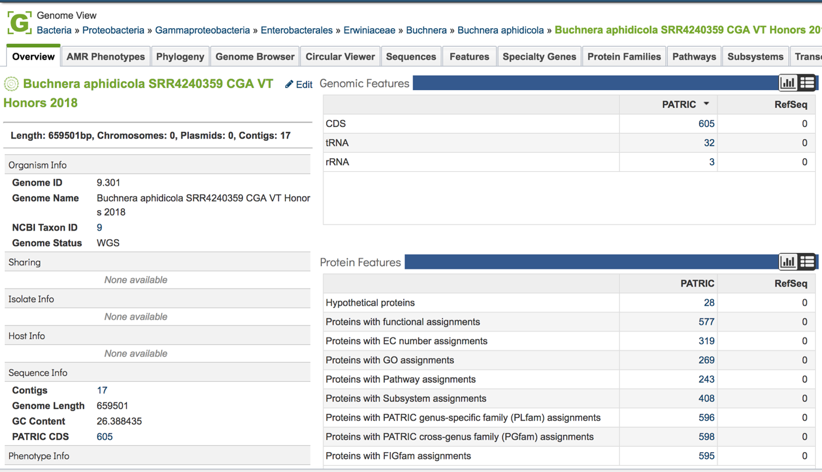 Genome View
Bacteria » Proteobacteria » Gammaproteobacteria » Enterobacterales » Erwiniaceae » Buchnera » Buchnera aphidicola » Buchnera aphidicola SRR4240359 CGA VT Honors 20
Overview AMR Phenotypes Phylogeny Genome Browser Circular Viewer Sequences Features Specialty Genes Protein Families Pathways Subsystems Trans
Buchnera aphidicola SRR4240359 CGA VT Edit
Honors 2018
Length: 659501bp, Chromosomes: 0, Plasmids: 0, Contigs: 17
Organism Info
Genome ID 9.301
Genome Name Buchnera aphidicola SRR4240359 CGA VT Honor
s 2018
NCBI Taxon ID 9
Genome Status WGS
Sharing
None available
Isolate Info
None available
Host Info
None available
Sequence Info
Contigs 17
Genome Length 659501
GC Content 26.388435
PATRIC CDS 605
Phenotype Info
Genomic Features
PATRIC RefSeq
CDS 605 0
tRNA 32 0
rRNA 3 0
Protein Features
PATRIC RefSeq
Hypothetical proteins 28 0
Proteins with functional assignments 577 0
Proteins with EC number assignments 319 0
Proteins with GO assignments 269 0
Proteins with Pathway assignments 243 0
Proteins with Subsystem assignments 408 0
Proteins with PATRIC genus-specific family (PLfam) assignments 596 0
Proteins with PATRIC cross-genus family (PGfam) assignments 598 0
Proteins with FIGfam assignments 595 0